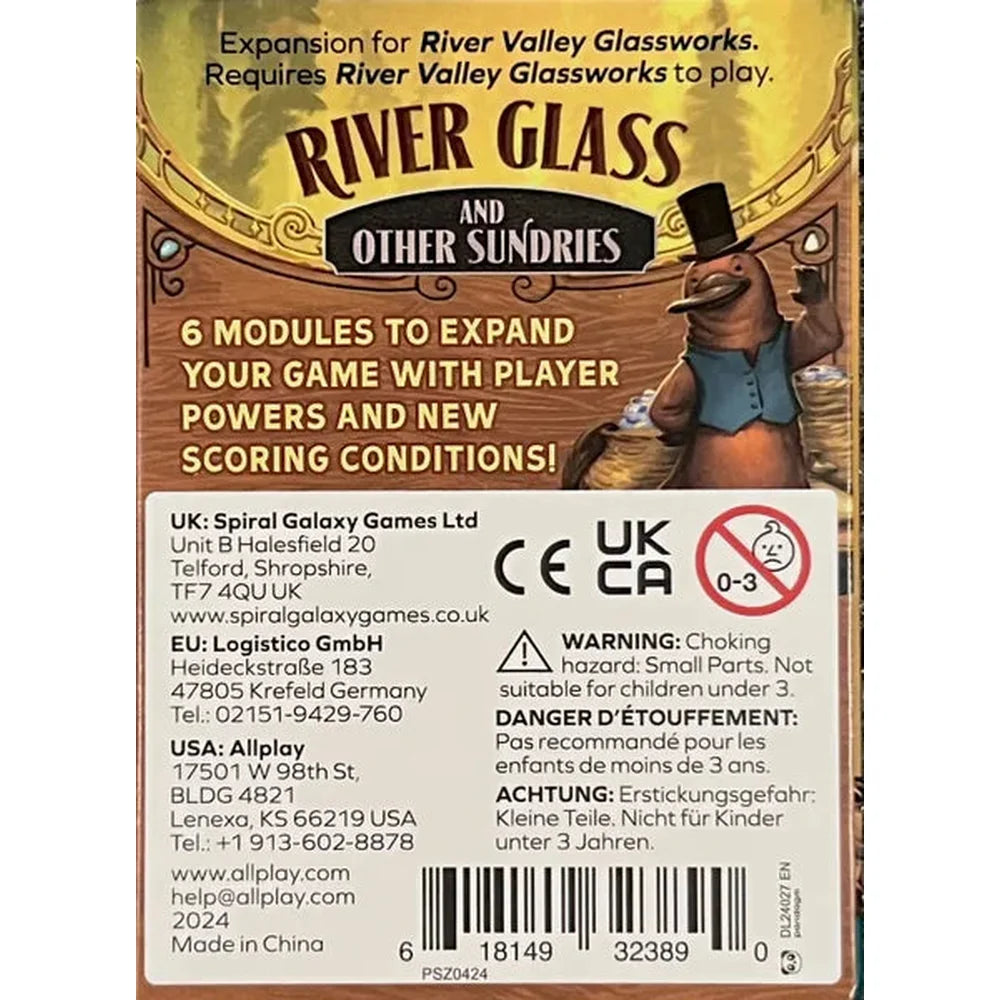 Expansion for River Valley Glassworks.
Requires River Valley Glassworks to play.
RIVER GLASS
AND
OTHER SUNDRIES
6 MODULES TO EXPAND
YOUR GAME WITH PLAYER
POWERS AND NEW
SCORING CONDITIONS!
UK: Spiral Galaxy Games Ltd
Unit B Halesfield 20
Telford, Shropshire,
TF7 4QU UK
www.spiralgalaxygames.co.uk
EU: Logistico GmbH
Heideckstraße 183
47805 Krefeld Germany
Tel.: 02151-9429-760
USA: Allplay
17501 W 98th St,
BLDG 4821
Lenexa, KS 66219 USA
Tel.: +1 913-602-8878
www.allplay.com
help@allplay.com
2024
Made in China
CE
UK
CA
0-3
WARNING: Choking
hazard: Small Parts. Not
suitable for children under 3.
DANGER D'ÉTOUFFEMENT:
Pas recommandé pour les
enfants de moins de 3 ans.
ACHTUNG: Erstickungsgefahr:
Kleine Teile. Nicht für Kinder
unter 3 Jahren.
6 18149 32389 0
PSZ0424
DL24027 EN
pandagm